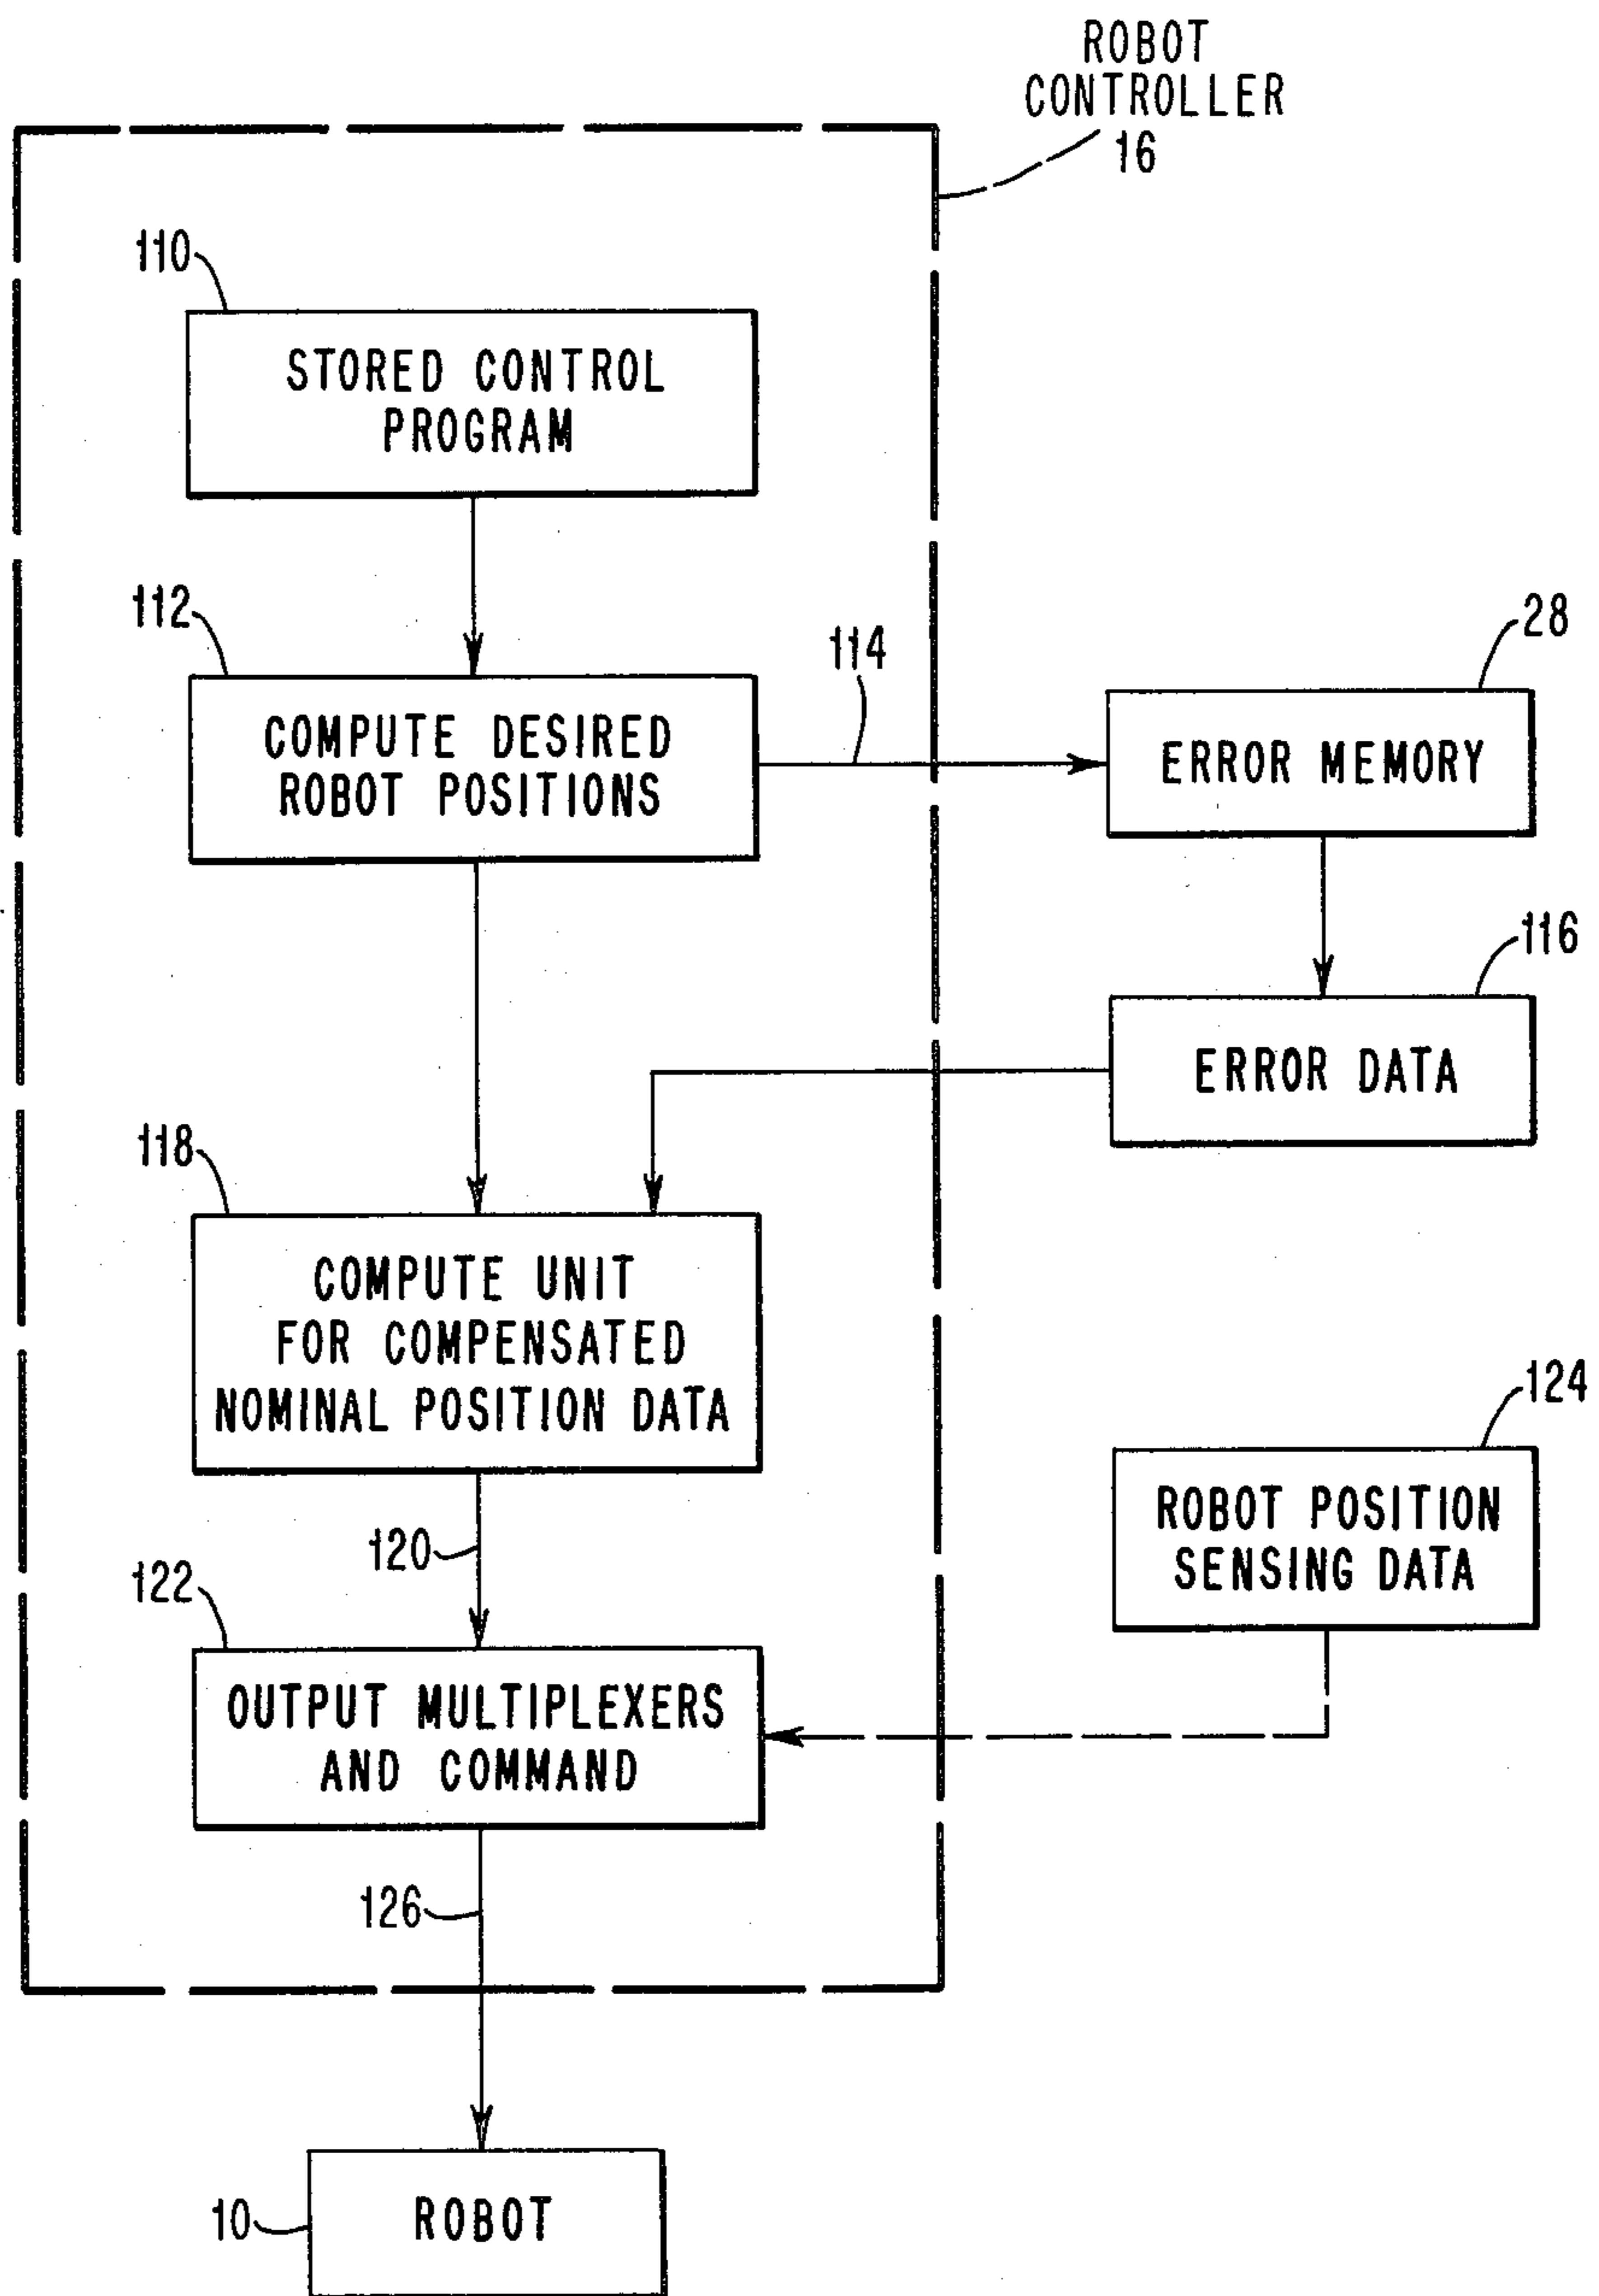 ROBOT
CONTROLLER
16
110
STORED CONTROL
PROGRAM
112
COMPUTE DESIRED
ROBOT POSITIONS
114
28
ERROR MEMORY
116
ERROR DATA
118
COMPUTE UNIT
FOR COMPENSATED
NOMINAL POSITION DATA
120
124
ROBOT POSITION
SENSING DATA
122
OUTPUT MULTIPLEXERS
AND COMMAND
126
10
ROBOT